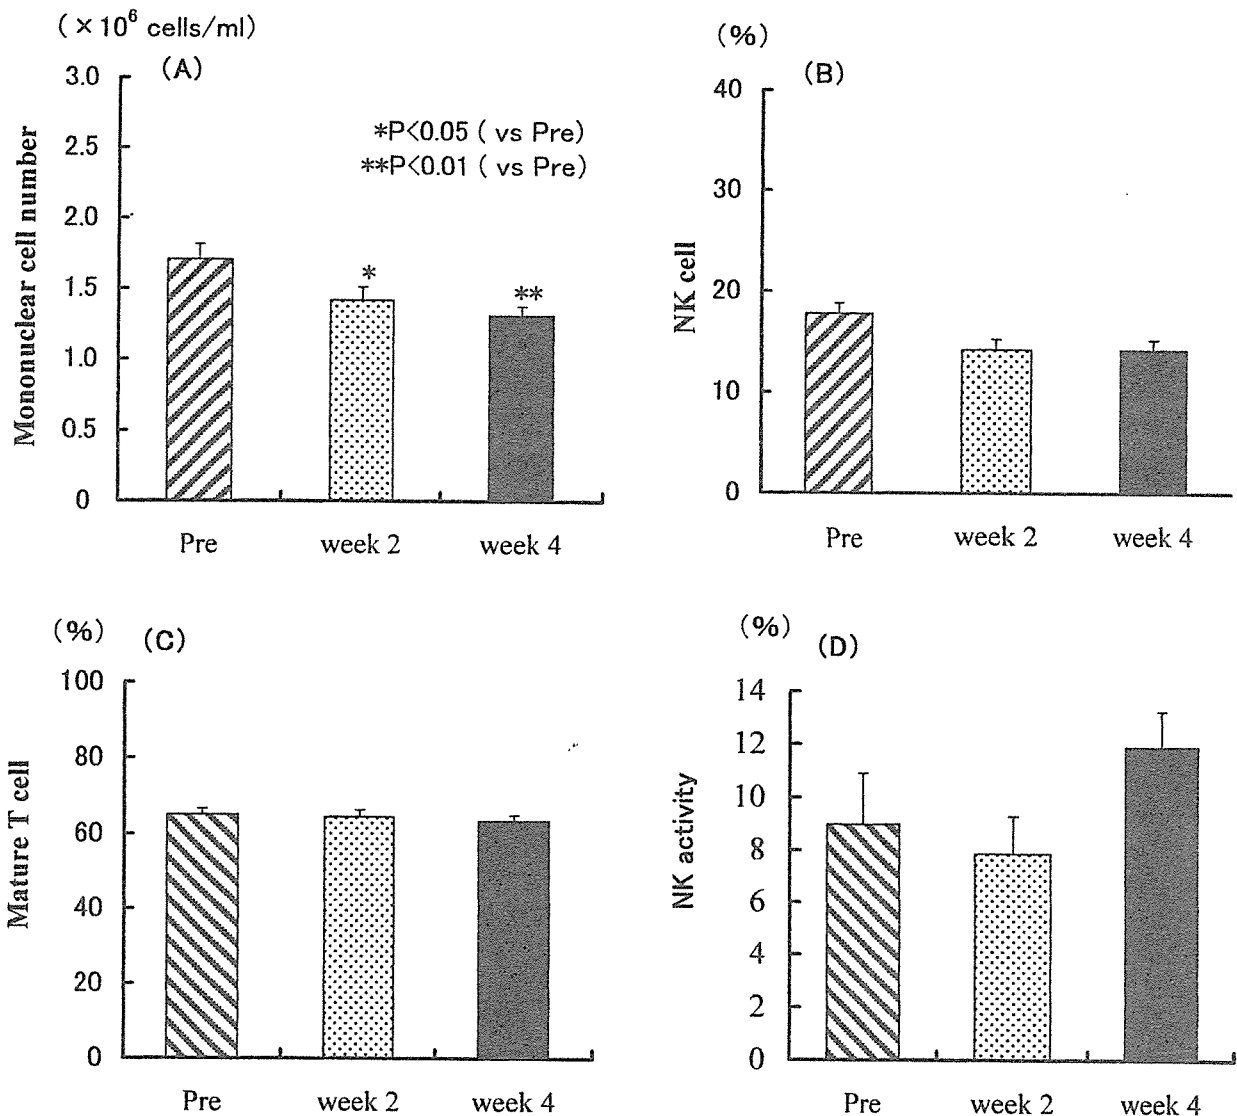 (×10⁶ cells/ml)
(A)
3.0
2.5
2.0
1.5
1.0
0.5
0
Mononuclear cell number
*P<0.05 ( vs Pre)
**P<0.01 ( vs Pre)
*
**
Pre week 2 week 4
(%)
(B)
40
30
20
10
0
NK cell
Pre week 2 week 4
(%)
(C)
100
80
60
40
20
0
Mature T cell
Pre week 2 week 4
(%)
(D)
14
12
10
8
6
4
2
0
NK activity
Pre week 2 week 4